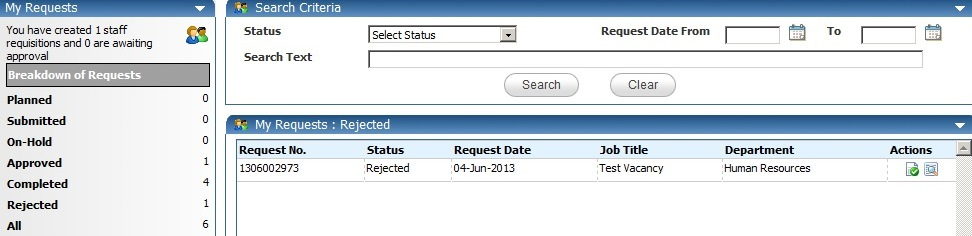 My Requests
You have created 1 staff
requisitions and 0 are awaiting
approval
Breakdown of Requests
Planned 0
Submitted 0
On-Hold 0
Approved 1
Completed 4
Rejected 1
All 6
Search Criteria
Status Select Status Request Date From To
Search Text
Search Clear
My Requests : Rejected
Request No. Status Request Date Job Title Department Actions
1306002973 Rejected 04-Jun-2013 Test Vacancy Human Resources